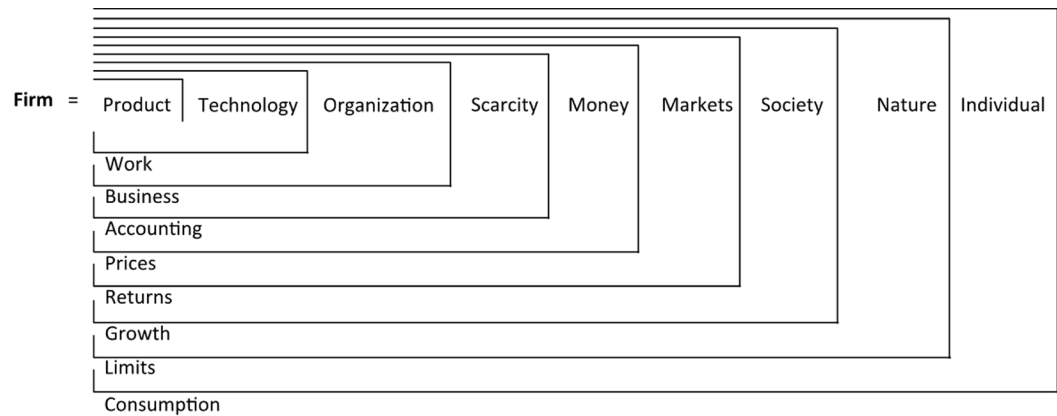 Firm = Product Technology Organization Scarcity Money Markets Society Nature Individual
Work
Business
Accounting
Prices
Returns
Growth
Limits
Consumption